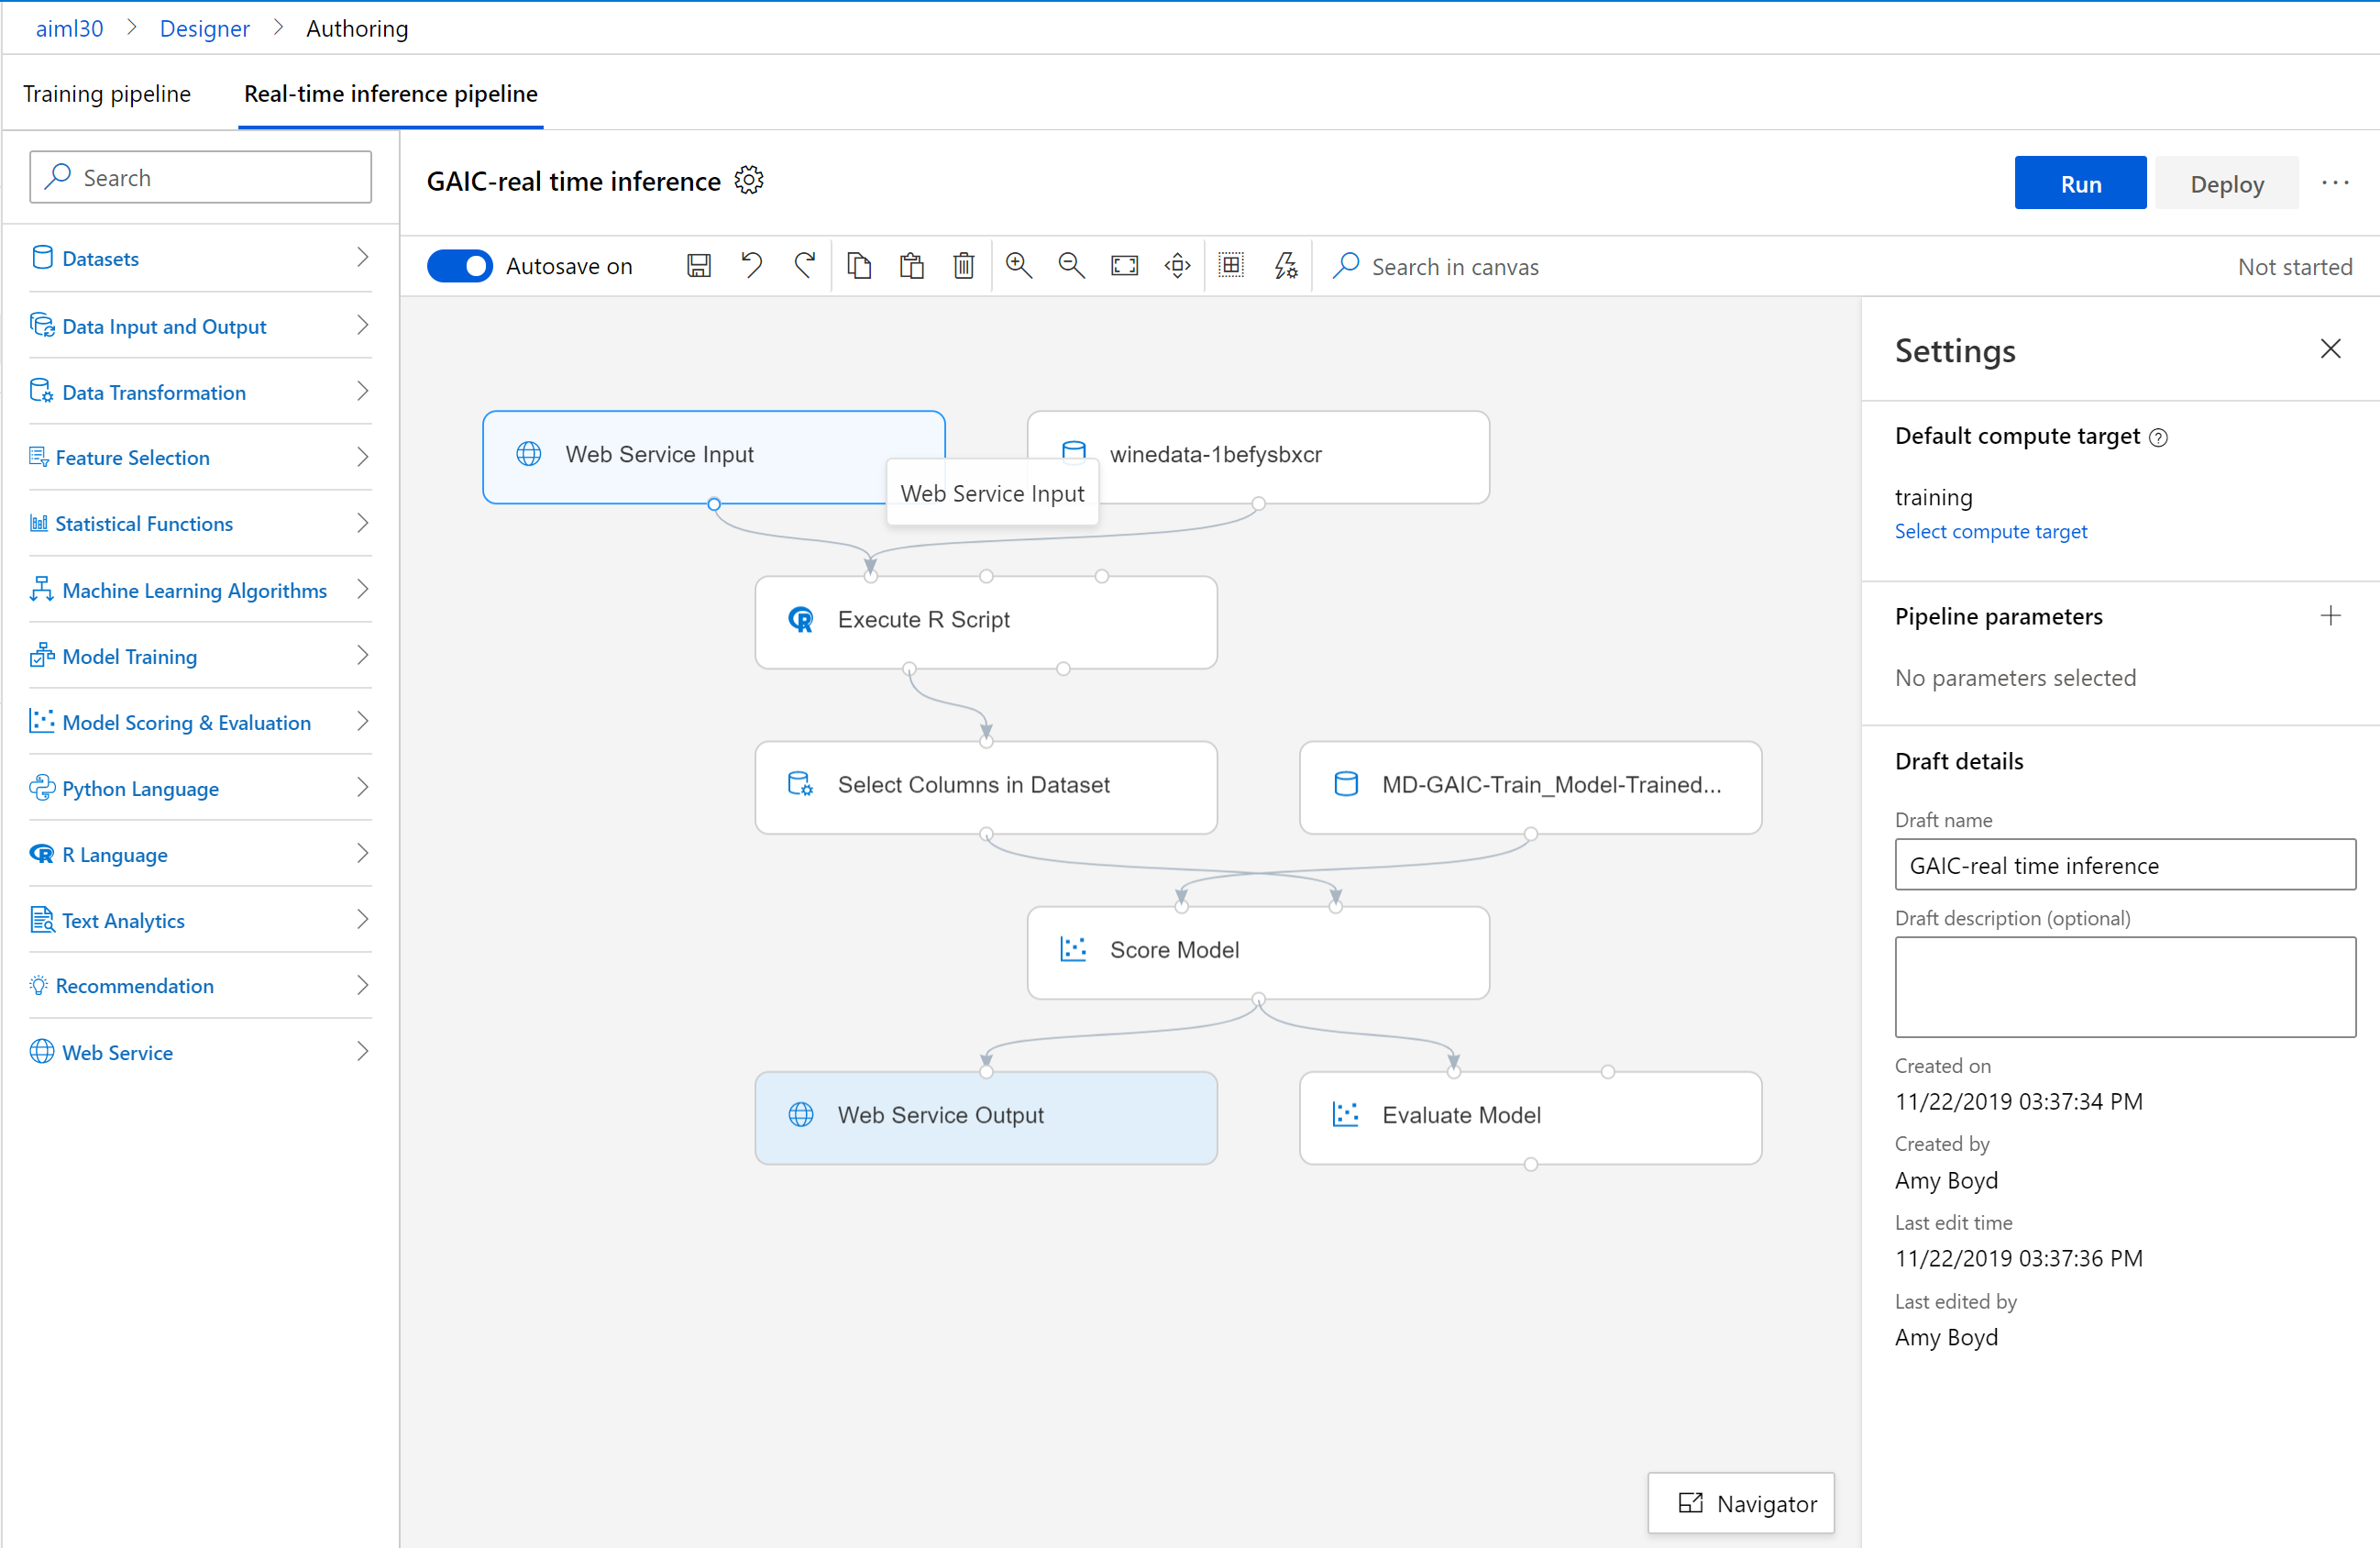 aiml30 > Designer > Authoring
Training pipeline
Real-time inference pipeline
Search
Datasets
Data Input and Output
Data Transformation
Feature Selection
Statistical Functions
Machine Learning Algorithms
Model Training
Model Scoring & Evaluation
Python Language
R Language
Text Analytics
Recommendation
Web Service
GAIC-real time inference
Run
Deploy
...
Autosave on
Search in canvas
Not started
Web Service Input
winedata-1befysbxcr
Web Service Input
Execute R Script
Select Columns in Dataset
MD-GAIC-Train_Model-Trained...
Score Model
Web Service Output
Evaluate Model
Navigator
Settings
Default compute target
training
Select compute target
Pipeline parameters
No parameters selected
Draft details
Draft name
GAIC-real time inference
Draft description (optional)
Created on
11/22/2019 03:37:34 PM
Created by
Amy Boyd
Last edit time
11/22/2019 03:37:36 PM
Last edited by
Amy Boyd